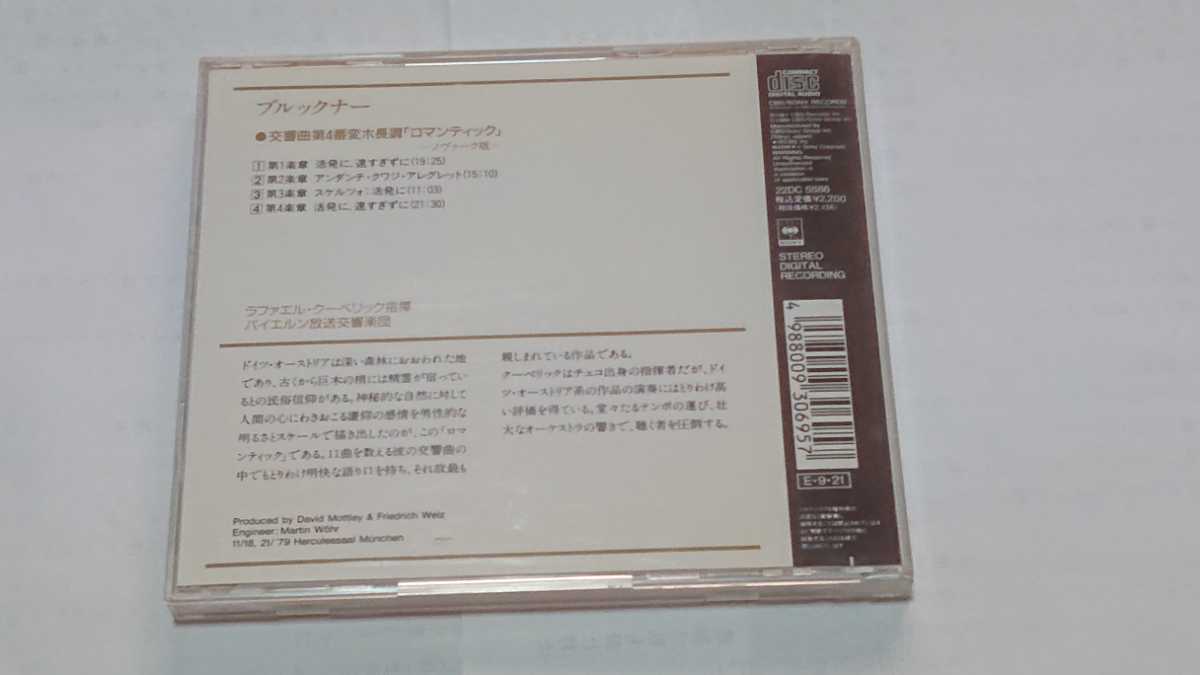 ブルックナー
●交響曲第4番変ホ長調「ロマンティック」
―ノヴァーク版―
1 第1楽章 活発に、速すぎずに(19:25)
2 第2楽章 アンダンテ・クワジ・アレグレット(15:10)
3 第3楽章 スケルツォ:活発に(11:03)
4 第4楽章 活発に、速すぎずに(21:30)
ラファエル・クーベリック指揮
バイエルン放送交響楽団
ドイツ・オーストリアは深い森林におおわれた地
であり、古くから巨木の梢には精霊が宿ってい
るとの民俗信仰がある。神秘的な自然に対して
人間の心にわきおこる讃仰の感情を男性的な
明るさとスケールで描き出したのが、この「ロマ
ンティック」である。11曲を数える彼の交響曲の
中でもとりわけ明快な語り口を持ち、それ故最も
親しまれている作品である。
クーベリックはチェコ出身の指揮者だが、ドイ
ツ・オーストリア系の作品の演奏にはとりわけ高
い評価を得ている。堂々たるテンポの運び、壮
大なオーケストラの響きで、聴く者を圧倒する。
Produced by David Mottley & Friedrich Welz
Engineer: Martin Wöhr
11/18, 21/'79 Herculessaal München
COMPACT
disc
DIGITAL AUDIO
CBS/SONY RECORDS
WARNING:
All Rights Reserved.
22DC 5586
税込定価¥2,200
STEREO
DIGITAL
RECORDING
4 988009 306957
E・9・21